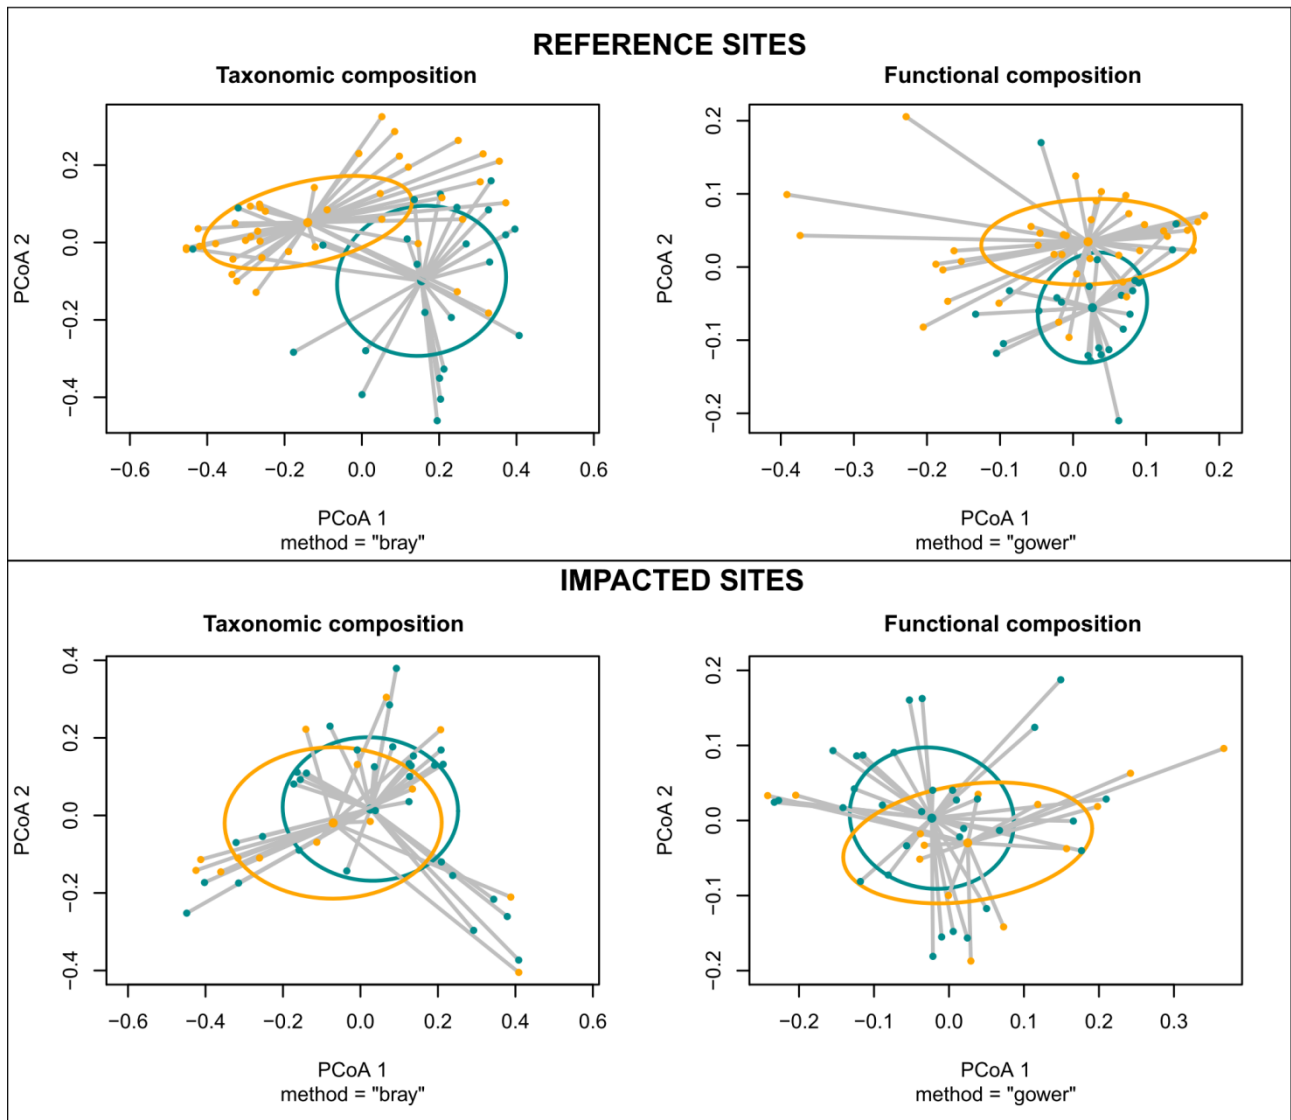 REFERENCE SITES
Taxonomic composition
Functional composition
0.2
0.0
−0.2
−0.4
PCoA 2
−0.6
−0.4
−0.2
0.0
0.2
0.4
0.6
PCoA 1
method = "bray"
0.2
0.1
0.0
−0.1
−0.2
PCoA 2
−0.4
−0.3
−0.2
−0.1
0.0
0.1
0.2
PCoA 1
method = "gower"
IMPACTED SITES
Taxonomic composition
Functional composition
0.4
0.2
0.0
−0.2
−0.4
PCoA 2
−0.6
−0.4
−0.2
0.0
0.2
0.4
0.6
PCoA 1
method = "bray"
0.2
0.1
0.0
−0.1
−0.2
PCoA 2
−0.2
−0.1
0.0
0.1
0.2
0.3
PCoA 1
method = "gower"